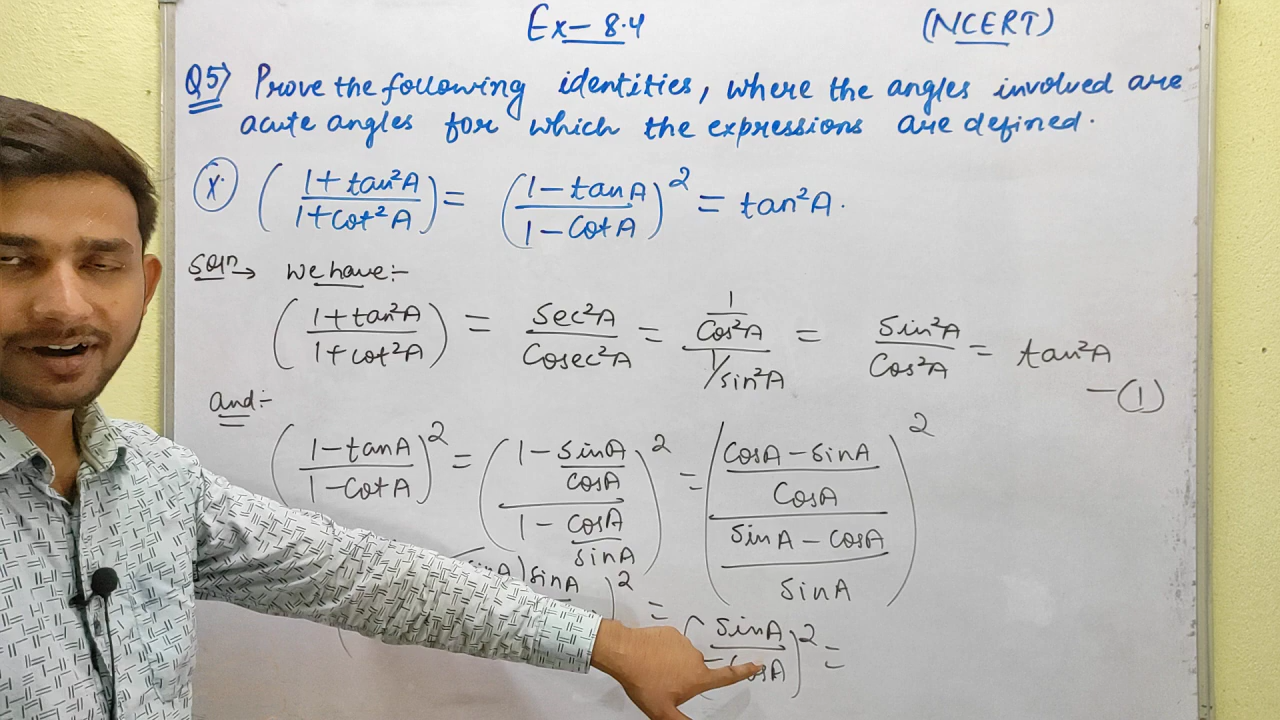 Ex - 8.4 (NCERT)
Q5) Prove the following identities, where the angles involved are
acute angles for which the expressions are defined.
(x.) ((1+tan²A)/(1+cot²A)) = ((1-tanA)/(1-cotA))² = tan²A.
Soln→ We have:-
((1+tan²A)/(1+cot²A)) = Sec²A/Cosec²A = (1/Cos²A)/(1/sin²A) = Sin²A/Cos²A = tan²A
-(1)
and:-
((1-tanA)/(1-CotA))² = ((1-sinA/cosA)/(1-cosA/sinA))² = (((CosA-sinA)/CosA)/((sinA-CosA)/sinA))²
inA) sinA )² = (sinA/-CosA)² =